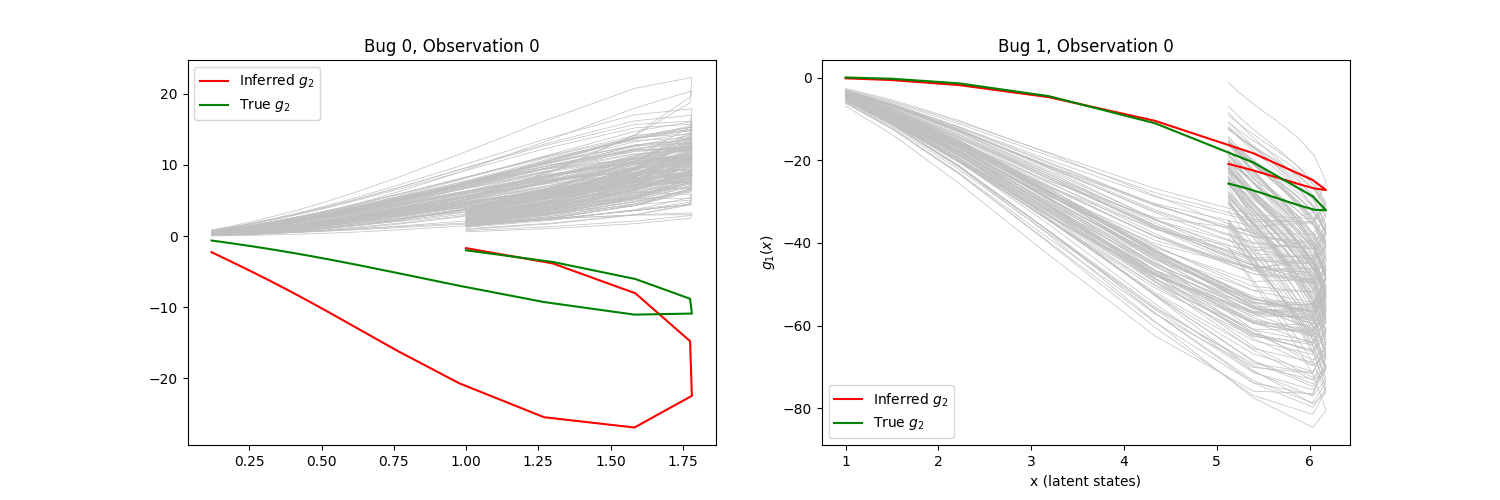 Bug 0, Observation 0
Inferred g₂
True g₂
20
10
0
−10
−20
0.25 0.50 0.75 1.00 1.25 1.50 1.75
Bug 1, Observation 0
0
−20
−40
−60
−80
g₁(x)
Inferred g₂
True g₂
1 2 3 4 5 6
x (latent states)